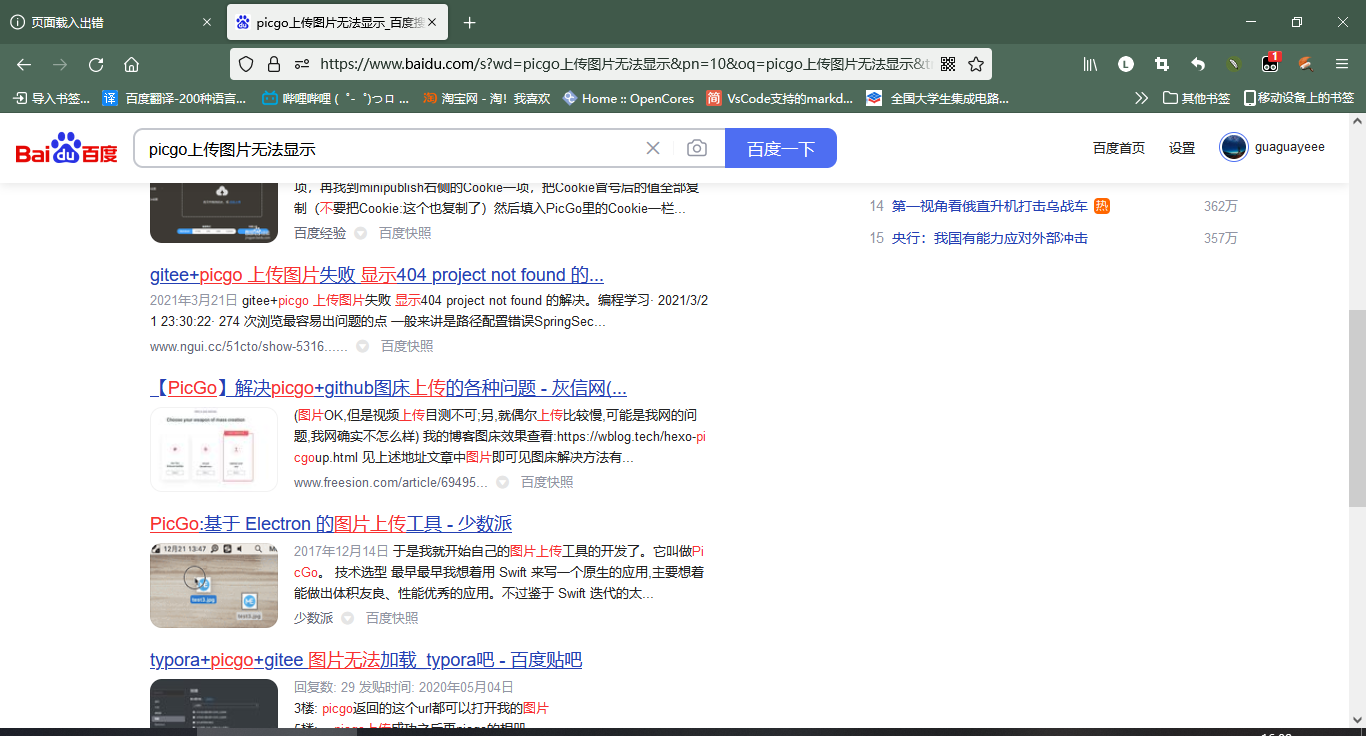 页面载入出错
picgo上传图片无法显示_百度搜
https://www.baidu.com/s?wd=picgo上传图片无法显示&pn=10&oq=picgo上传图片无法显示&t
1
导入书签...
译 百度翻译-200种语言...
哔哩哔哩 ( ゜- ゜)つロ ...
淘 淘宝网 - 淘！我喜欢
Home :: OpenCores
简 VsCode支持的markd...
全国大学生集成电路...
其他书签
移动设备上的书签
Bai du 百度
picgo上传图片无法显示
百度一下
百度首页
设置
guaguayeee
项，再找到minipublish右侧的Cookie一项，把Cookie冒号后的值全部复
制（不要把Cookie:这个也复制了）然后填入PicGo里的Cookie一栏...
百度经验 百度快照
14 第一视角看俄直升机打击乌战车 热 362万
15 央行：我国有能力应对外部冲击 357万
gitee+picgo 上传图片失败 显示404 project not found 的...
2021年3月21日 gitee+picgo 上传图片失败 显示404 project not found 的解决。编程学习· 2021/3/2
1 23:30:22· 274 次浏览最容易出问题的点 一般来讲是路径配置错误SpringSec...
www.ngui.cc/51cto/show-5316...... 百度快照
【PicGo】解决picgo+github图床上传的各种问题 - 灰信网(...
Choose your weapon of mass creation
(图片OK,但是视频上传目测不可;另,就偶尔上传比较慢,可能是我网的问
题,我网确实不怎么样) 我的博客图床效果查看:https://wblog.tech/hexo-pi
cgoup.html 见上述地址文章中图片即可见图床解决方法有...
www.freesion.com/article/69495... 百度快照
PicGo:基于 Electron 的图片上传工具 - 少数派
12月21 13:47
test3.jpg
test3.jpg
2017年12月14日 于是我就开始自己的图片上传工具的开发了。它叫做Pi
cGo。 技术选型 最早最早我想着用 Swift 来写一个原生的应用,主要想着
能做出体积友良、性能优秀的应用。不过鉴于 Swift 迭代的太...
少数派 百度快照
typora+picgo+gitee 图片无法加载_typora吧 - 百度贴吧
回复数: 29 发贴时间: 2020年05月04日
3楼: picgo返回的这个url都可以打开我的图片